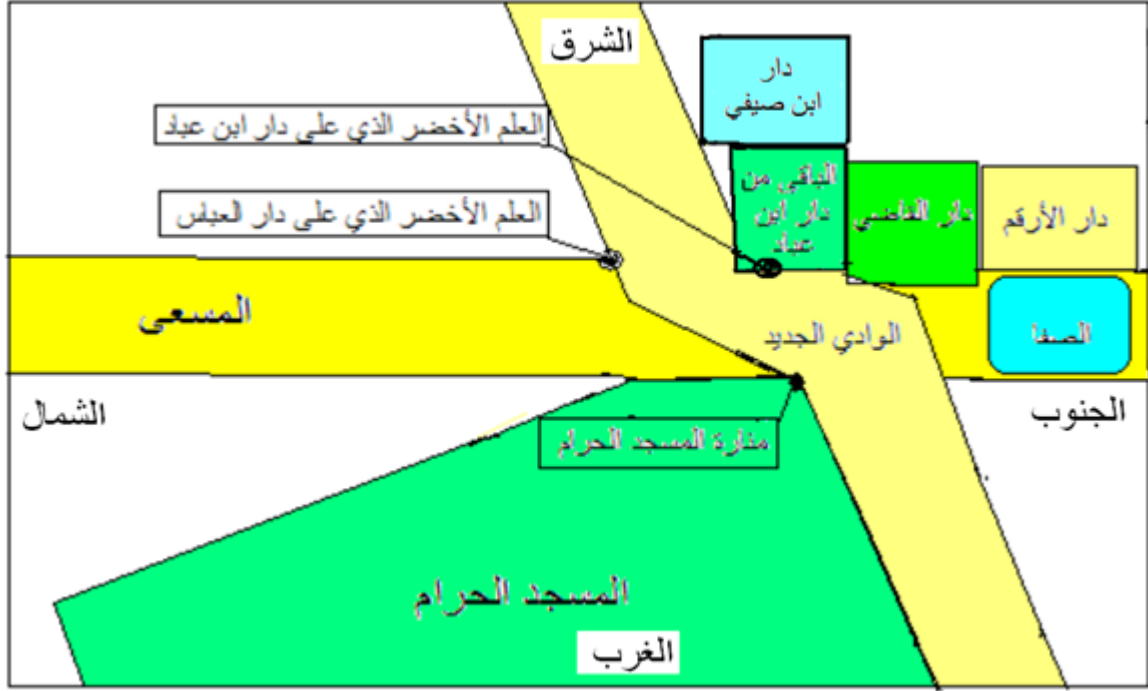 الشرق
دار
ابن صيفي
العلم الأخضر الذي على دار ابن عباد
الباقي من
دار ابن
عباد
دار القاضي
دار الأرقم
العلم الأخضر الذي على دار العباس
المسعى
الوادي الجديد
الصفا
الشمال
الجنوب
منارة المسجد الحرام
المسجد الحرام
الغرب